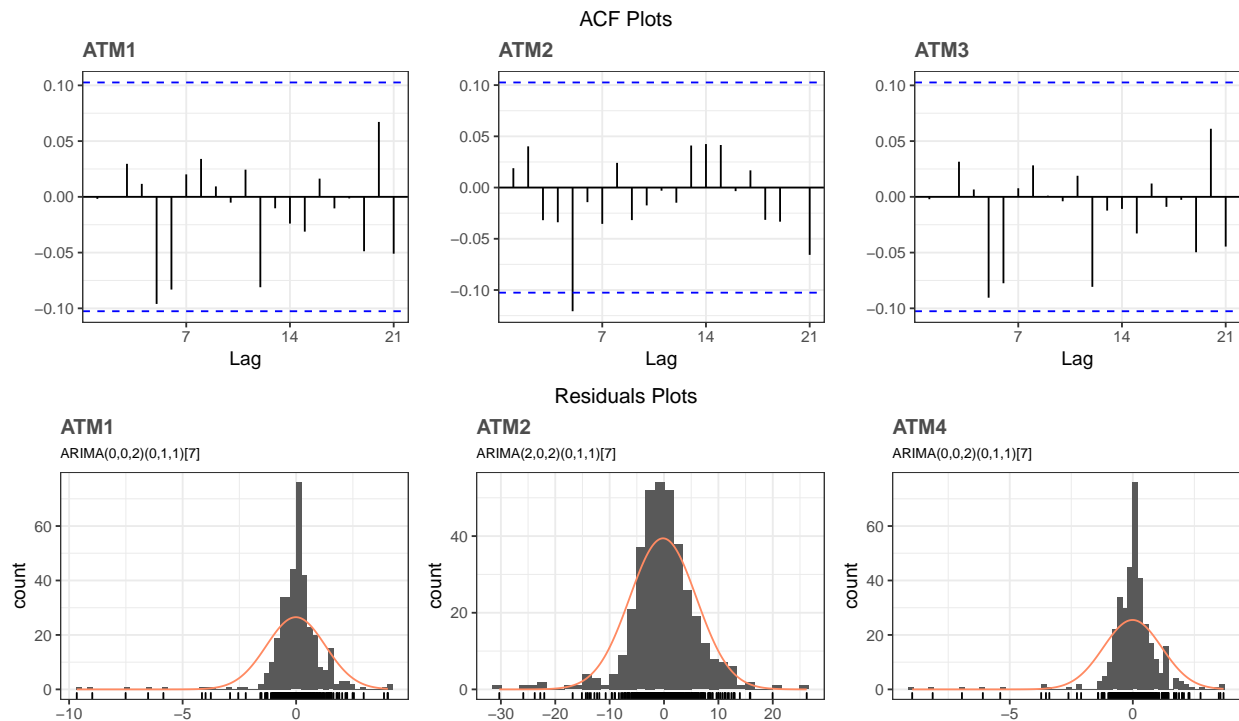 ACF Plots
ATM1 ATM2 ATM3
0.10 0.10 0.10
0.05 0.05 0.05
0.00 0.00 0.00
−0.05 −0.05 −0.05
−0.10 −0.10 −0.10
7 14 21 7 14 21 7 14 21
Lag Lag Lag
Residuals Plots
ATM1 ATM2 ATM4
ARIMA(0,0,2)(0,1,1)[7] ARIMA(2,0,2)(0,1,1)[7] ARIMA(0,0,2)(0,1,1)[7]
count count count
60 40 60
40 20 40
20 0 20
0 0
−10 −5 0 −30 −20 −10 0 10 20 −5 0